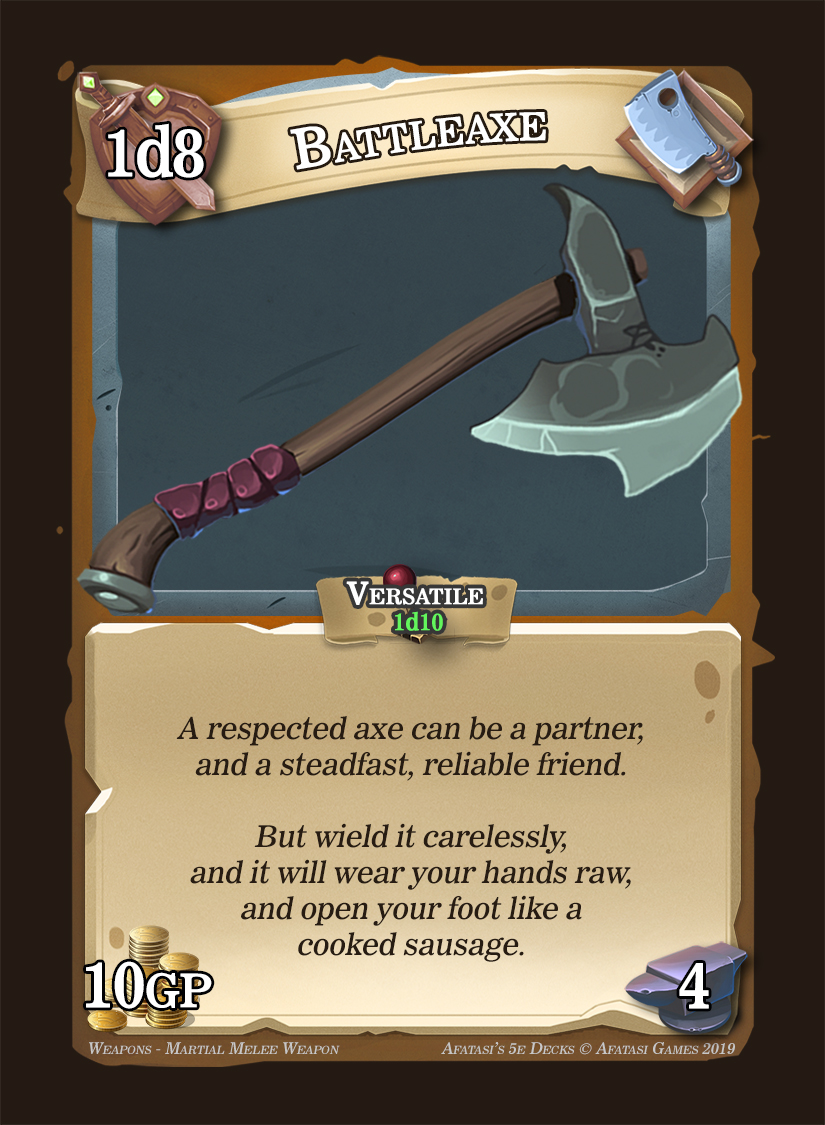 1d8
Battleaxe
Versatile
1d10
A respected axe can be a partner,
and a steadfast, reliable friend.
But wield it carelessly,
and it will wear your hands raw,
and open your foot like a
cooked sausage.
10GP
4
Weapons - Martial Melee Weapon
Afatasi's 5e Decks © Afatasi Games 2019